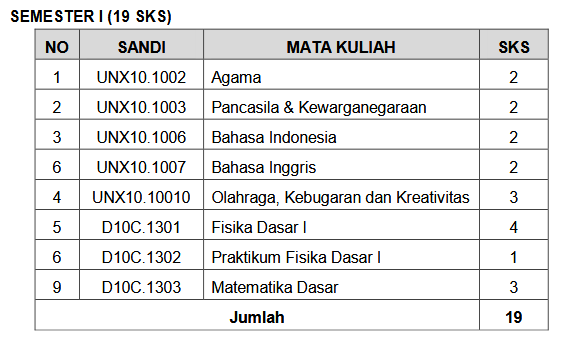 SEMESTER I (19 SKS)
NO SANDI MATA KULIAH SKS
1 UNX10.1002 Agama 2
2 UNX10.1003 Pancasila & Kewarganegaraan 2
3 UNX10.1006 Bahasa Indonesia 2
6 UNX10.1007 Bahasa Inggris 2
4 UNX10.10010 Olahraga, Kebugaran dan Kreativitas 3
5 D10C.1301 Fisika Dasar I 4
6 D10C.1302 Praktikum Fisika Dasar I 1
9 D10C.1303 Matematika Dasar 3
Jumlah 19